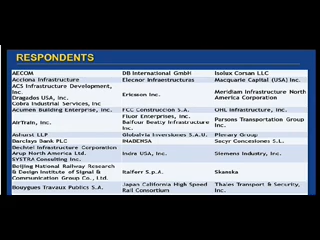 RESPONDENTS
AECOM
DB International GmbH
Isolux Corsan LLC
Acciona Infrastructure
Elecnor Infraestructuras
Macquarie Capital (USA) Inc.
ACS Infrastructure Development,
Inc.
Dragados USA, Inc.
Cobra Industrial Services, Inc
Ericsson Inc.
Meridiam Infrastructure North
America Corporation
Acumen Building Enterprise, Inc.
FCC Construccion S.A.
OHL Infrastructure, Inc.
AirTrain, Inc.
Fluor Enterprises, Inc.
Balfour Beatty Infrastructure
Inc.
Parsons Transportation Group
Inc.
Ashurst LLP
Globalvia Inversiones S.A.U.
Plenary Group
Barclays Bank PLC
INABENSA
Sacyr Concesiones S.L.
Bechtel Infrastructure Corporation
Arup North America Ltd.
SYSTRA Consulting Inc.
Indra USA, Inc.
Siemens Industry, Inc.
Beijing National Railway Research
& Design Institute of Signal &
Communication Group Co., Ltd.
Italferr S.p.A.
Skanska
Bouygues Travaux Publics S.A.
Japan California High Speed
Rail Consortium
Thales Transport & Security,
Inc.